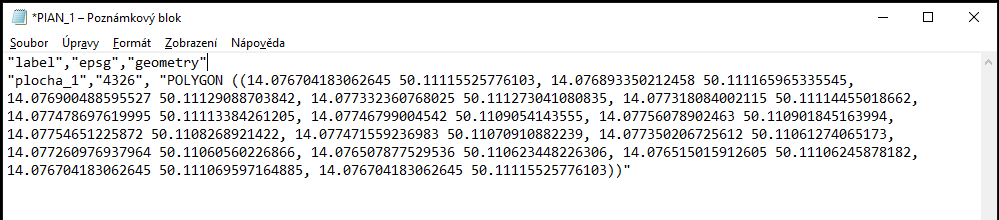 *PIAN_1 – Poznámkový blok
Soubor Úpravy Formát Zobrazení Nápověda
"label","epsg","geometry"
"plocha_1","4326", "POLYGON ((14.076704183062645 50.11115525776103, 14.076893350212458 50.111165965335545,
14.076900488595527 50.11129088703842, 14.077332360768025 50.111273041080835, 14.077318084002115 50.11114455018662,
14.077478697619995 50.11113384261205, 14.07746799004542 50.1109054143555, 14.07756078902463 50.110901845163994,
14.07754651225872 50.1108268921422, 14.077471559236983 50.11070910882239, 14.077350206725612 50.11061274065173,
14.077260976937964 50.11060560226866, 14.076507877529536 50.110623448226306, 14.076515015912605 50.11106245878182,
14.076704183062645 50.111069597164885, 14.076704183062645 50.11115525776103))"